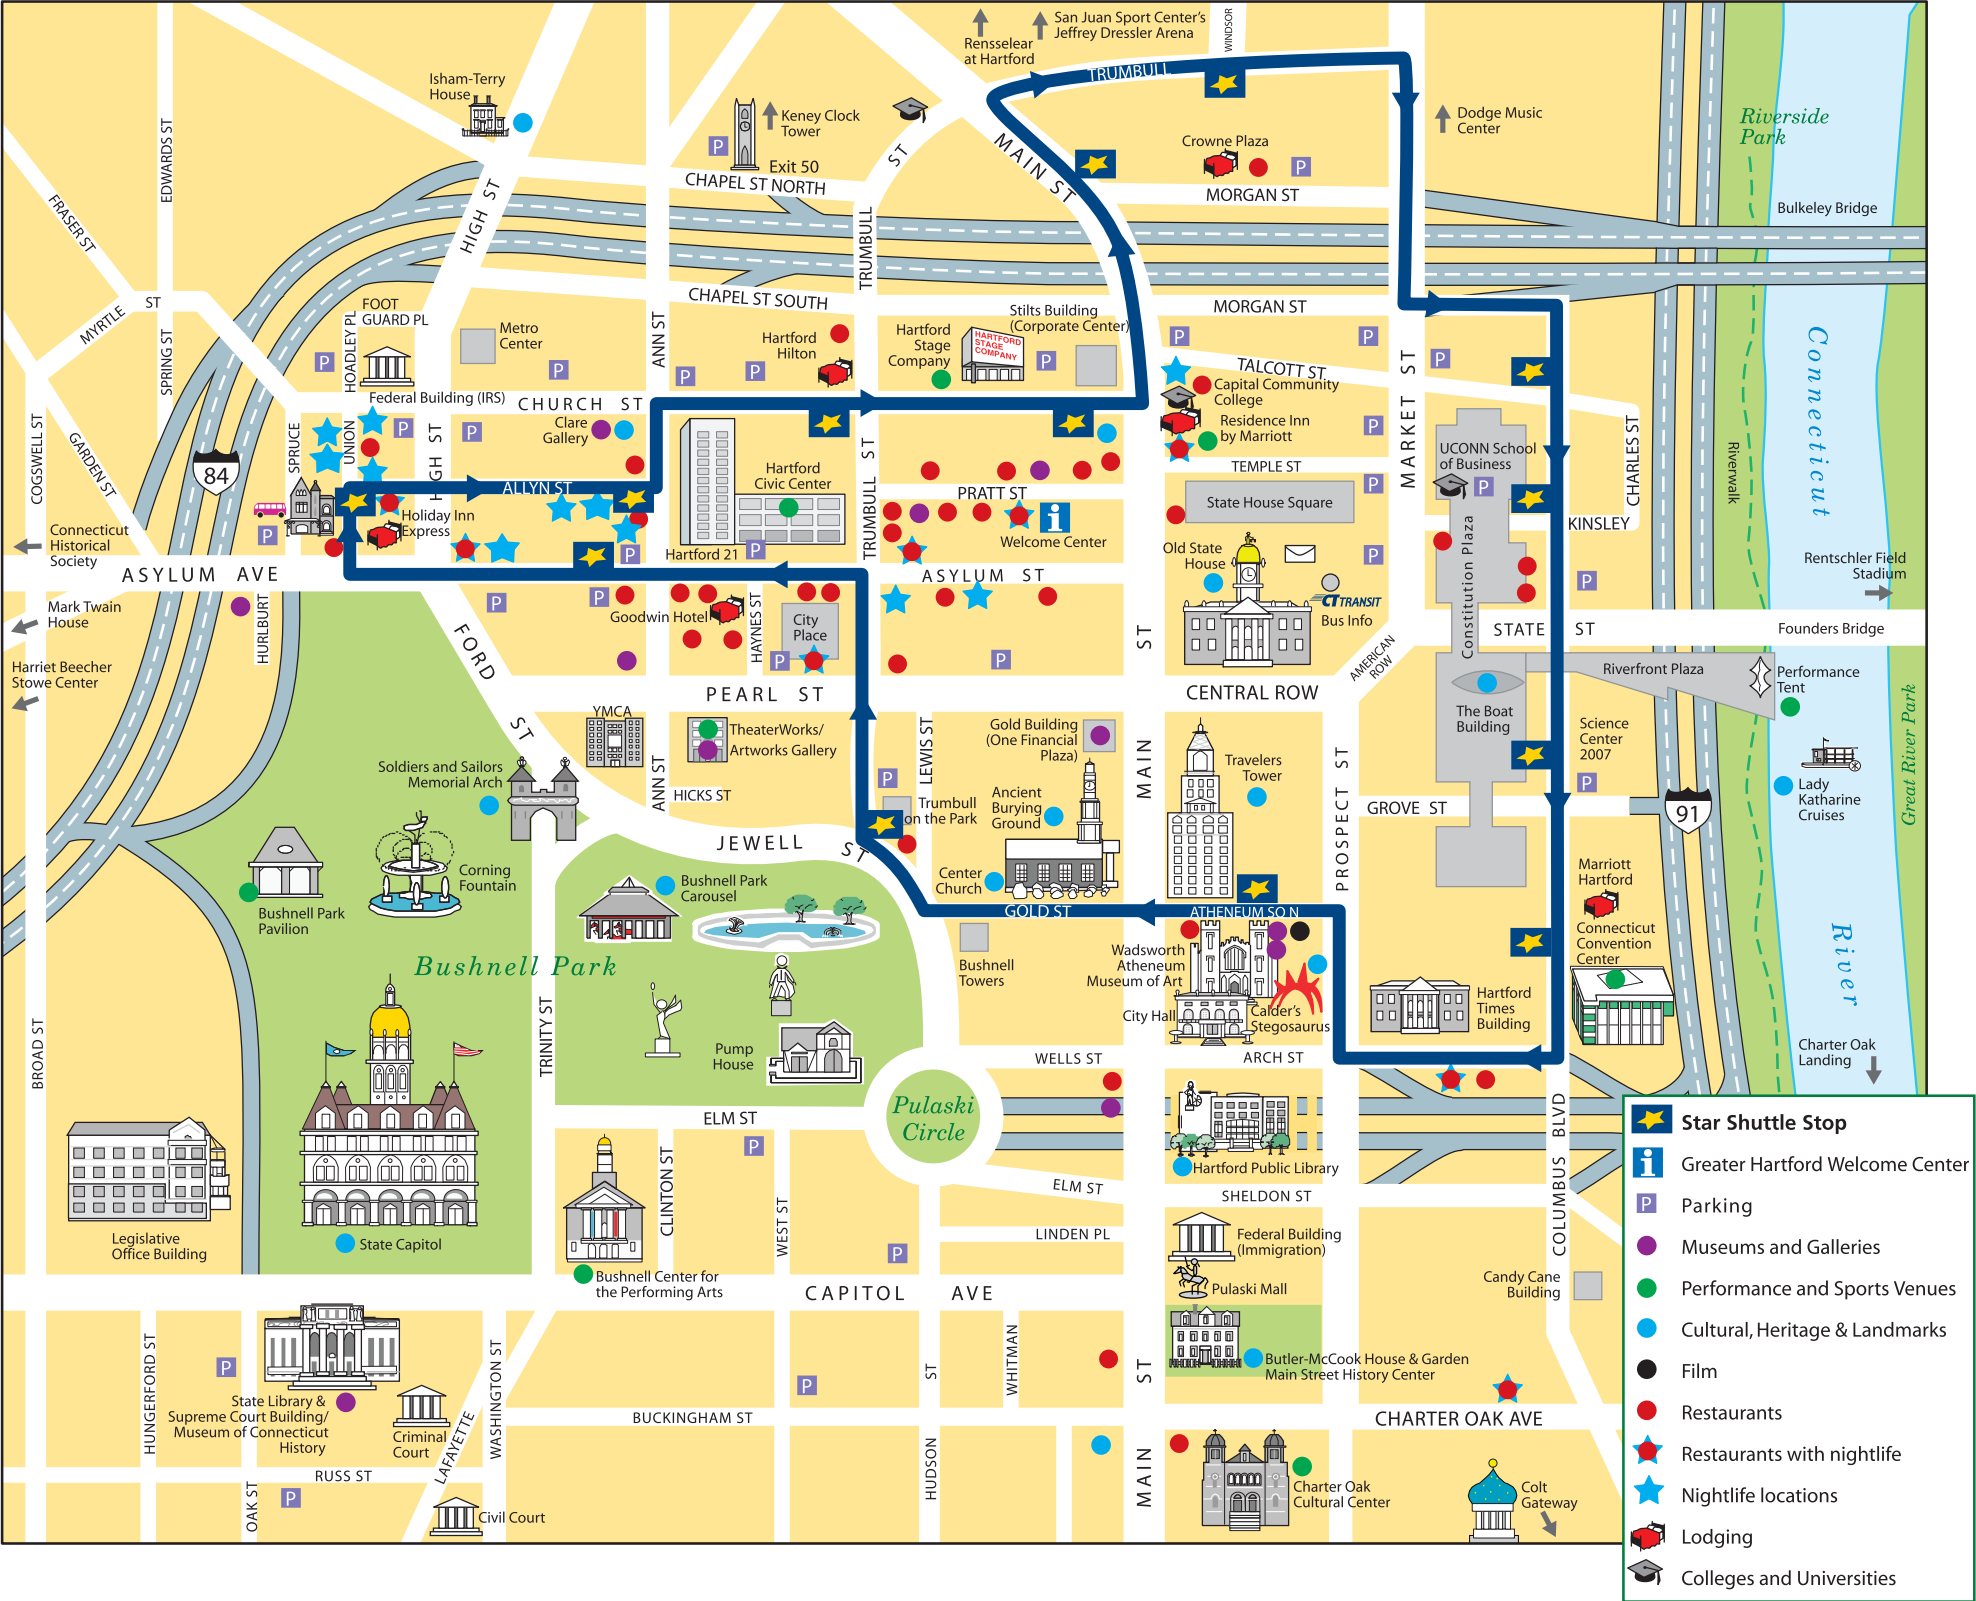 San Juan Sport Center's
Jeffrey Dressler Arena
Rensselear
at Hartford
WINDSOR
TRUMBULL
Isham-Terry
House
Keney Clock
Tower
Exit 50
CHAPEL ST NORTH
EDWARDS ST
FRASER ST
HIGH ST
ST
MAIN ST
Crowne Plaza
P
P
MORGAN ST
Dodge Music
Center
Riverside
Park
Bulkeley Bridge
TRUMBULL
MYRTLE
ST
SPRING ST
FOOT
GUARD PL
HOADLEY PL
Metro
Center
CHAPEL ST SOUTH
ANN ST
Hartford
Hilton
Hartford
Stage
Company
HARTFORD
STAGE
COMPANY
Stilts Building
(Corporate Center)
MORGAN ST
TALCOTT ST
MARKET ST
P
P
P
P
P
P
P
P
Federal Building (IRS)
CHURCH ST
Clare
Gallery
Capital Community
College
Residence Inn
by Marriott
TEMPLE ST
P
P
P
UCONN School
of Business
P
CHARLES ST
Connecticut
Riverwalk
COGSWELL ST
GARDEN ST
84
SPRUCE
UNION
HIGH ST
ALLYN ST
Holiday Inn
Express
P
Hartford
Civic Center
Hartford 21
P
P
TRUMBULL ST
PRATT ST
Welcome Center
State House Square
P
P
KINSLEY
Connecticut
Historical
Society
ASYLUM AVE
ASYLUM ST
Old State
House
CT TRANSIT
Bus Info
Constitution Plaza
Rentschler Field
Stadium
P
Mark Twain
House
HURLBURT
FORD
ST
P
P
Goodwin Hotel
HAYNES ST
City
Place
P
P
MAIN
ST
AMERICAN
ROW
STATE ST
Founders Bridge
Harriet Beecher
Stowe Center
PEARL ST
CENTRAL ROW
Riverfront Plaza
Performance
Tent
YMCA
TheaterWorks/
Artworks Gallery
LEWIS ST
Gold Building
(One Financial
Plaza)
The Boat
Building
Science
Center
2007
P
Great River Park
Soldiers and Sailors
Memorial Arch
ANN ST
HICKS ST
P
Trumbull
on the Park
Ancient
Burying
Ground
Travelers
Tower
PROSPECT ST
GROVE ST
91
Lady
Katharine
Cruises
JEWELL ST
Corning
Fountain
Bushnell Park
Pavilion
Bushnell Park
Carousel
Center
Church
GOLD ST
ATHENEUM SQ N
Marriott
Hartford
Connecticut
Convention
Center
River
Bushnell Park
Bushnell
Towers
Wadsworth
Atheneum
Museum of Art
City Hall
Calder's
Stegosaurus
Hartford
Times
Building
BROAD ST
TRINITY ST
Pump
House
WELLS ST
ARCH ST
Charter Oak
Landing
Pulaski
Circle
ELM ST
P
CLINTON ST
WEST ST
ELM ST
Hartford Public Library
SHELDON ST
COLUMBUS BLVD
Legislative
Office Building
State Capitol
LINDEN PL
P
Federal Building
(Immigration)
Pulaski Mall
Candy Cane
Building
Bushnell Center for
the Performing Arts
CAPITOL AVE
HUNGERFORD ST
P
State Library &
Supreme Court Building/
Museum of Connecticut
History
Criminal
Court
LAFAYETTE
WASHINGTON ST
P
HUDSON ST
WHITMAN
MAIN ST
Butler-McCook House & Garden
Main Street History Center
BUCKINGHAM ST
CHARTER OAK AVE
RUSS ST
OAK ST
P
Civil Court
Charter Oak
Cultural Center
Colt
Gateway
Star Shuttle Stop
i Greater Hartford Welcome Center
P Parking
Museums and Galleries
Performance and Sports Venues
Cultural, Heritage & Landmarks
Film
Restaurants
Restaurants with nightlife
Nightlife locations
Lodging
Colleges and Universities